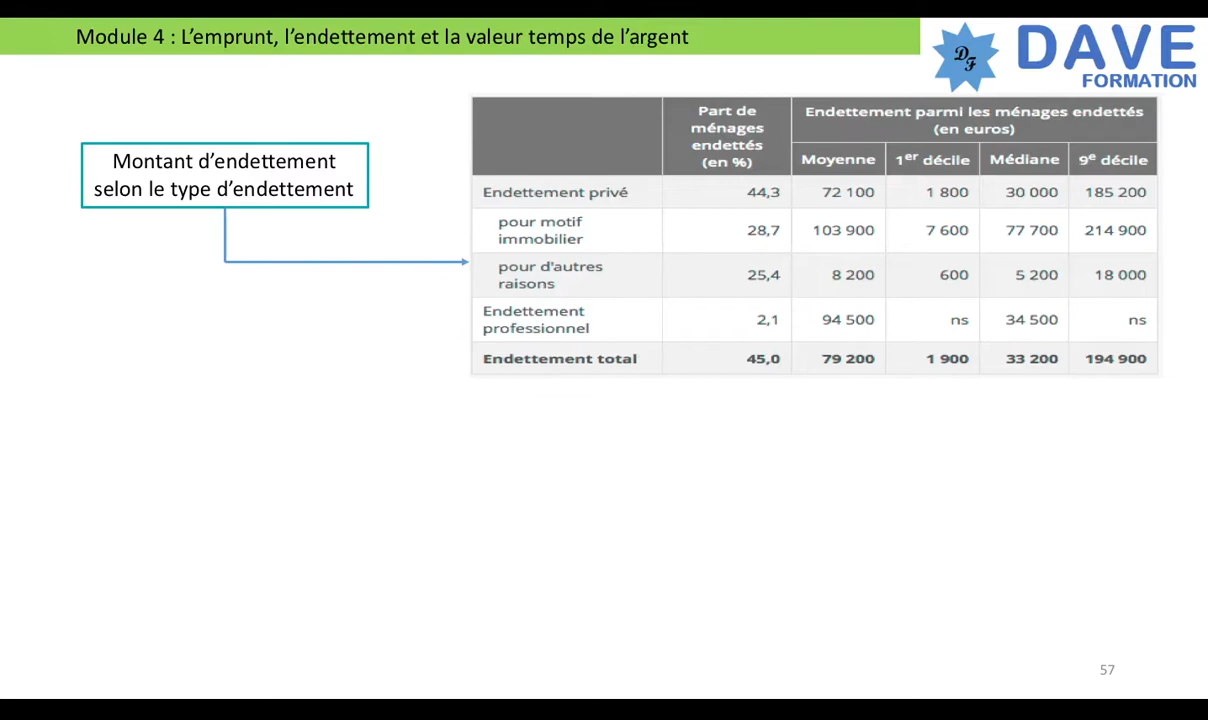 Module 4 : L’emprunt, l’endettement et la valeur temps de l’argent
DF
DAVE
FORMATION
Montant d’endettement
selon le type d’endettement
Part de
ménages
endettés
(en %)
Endettement parmi les ménages endettés
(en euros)
Moyenne 1er décile Médiane 9e décile
Endettement privé 44,3 72 100 1 800 30 000 185 200
pour motif
immobilier 28,7 103 900 7 600 77 700 214 900
pour d'autres
raisons 25,4 8 200 600 5 200 18 000
Endettement
professionnel 2,1 94 500 ns 34 500 ns
Endettement total 45,0 79 200 1 900 33 200 194 900
57